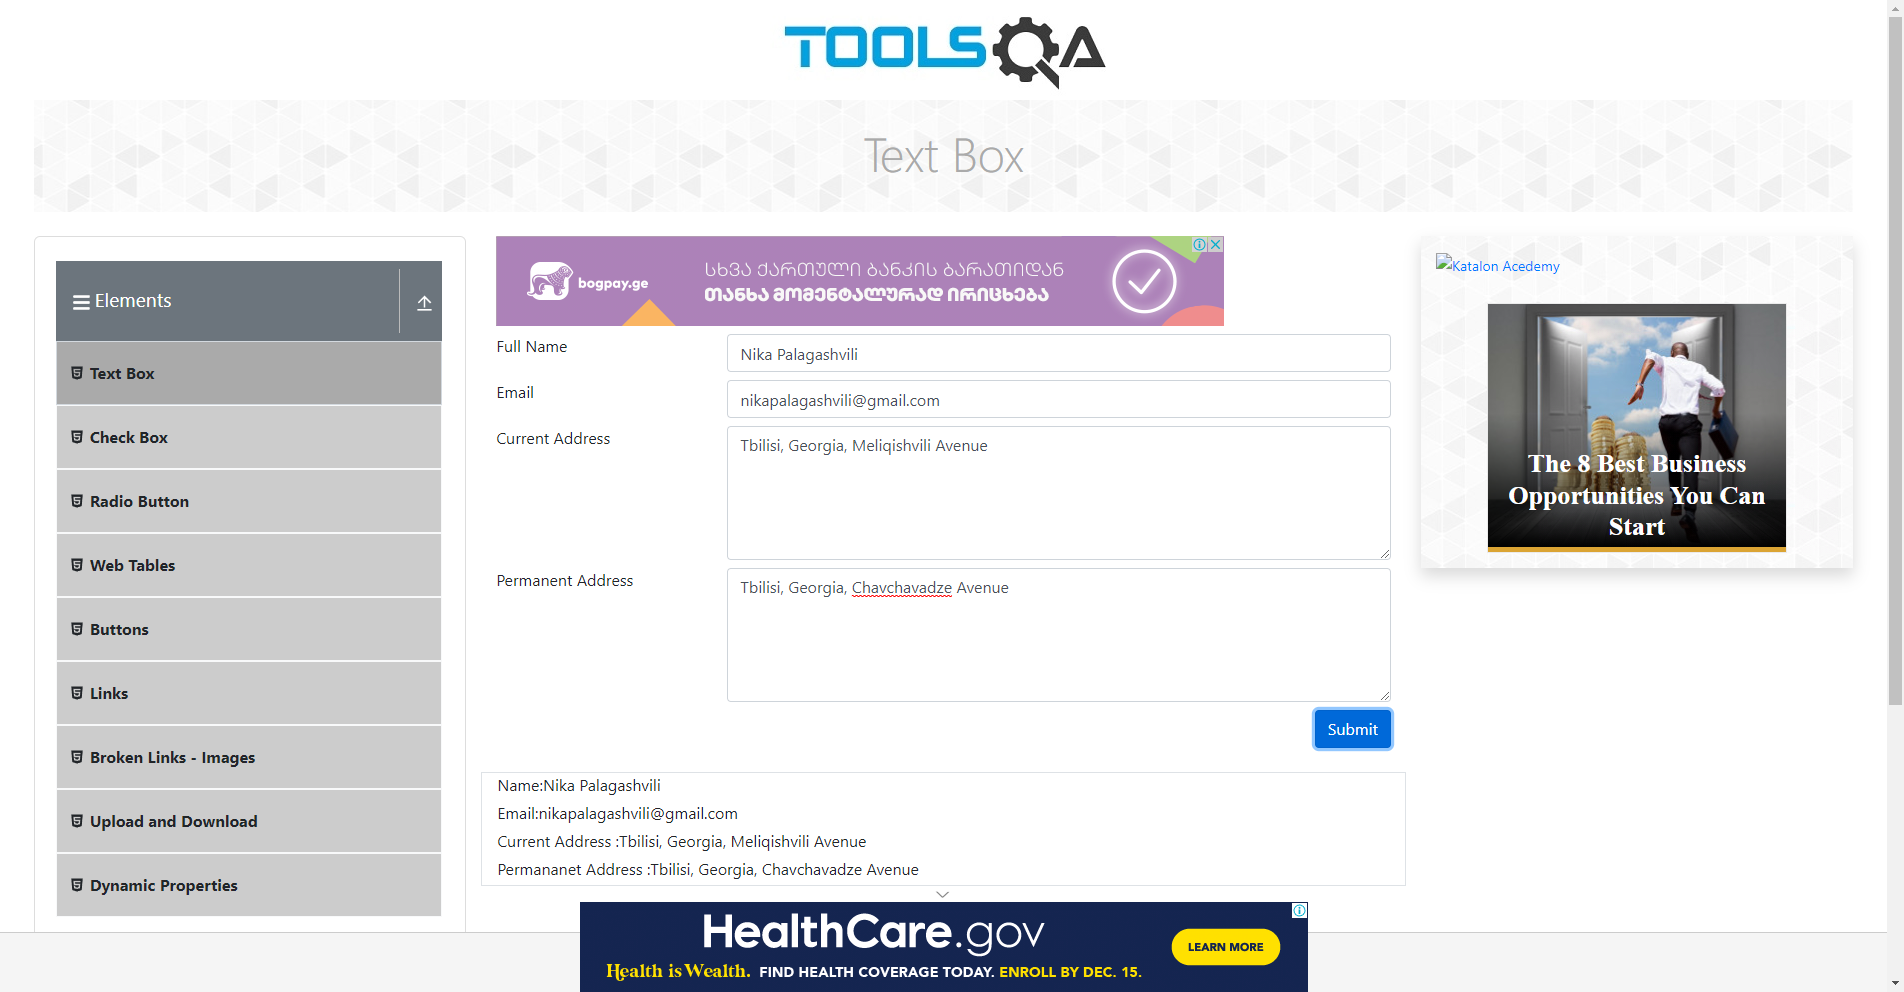 TOOLSQA
Text Box
Elements
Text Box
Check Box
Radio Button
Web Tables
Buttons
Links
Broken Links - Images
Upload and Download
Dynamic Properties
bogpay.ge
სხვა ქართული ბანკის ბარათიდან
თანხა მომენტალურად ირიცხება
Full Name
Nika Palagashvili
Email
nikapalagashvili@gmail.com
Current Address
Tbilisi, Georgia, Meliqishvili Avenue
Permanent Address
Tbilisi, Georgia, Chavchavadze Avenue
Submit
Name:Nika Palagashvili
Email:nikapalagashvili@gmail.com
Current Address :Tbilisi, Georgia, Meliqishvili Avenue
Permananet Address :Tbilisi, Georgia, Chavchavadze Avenue
Katalon Acedemy
The 8 Best Business
Opportunities You Can
Start
HealthCare.gov
Health is Wealth. FIND HEALTH COVERAGE TODAY. ENROLL BY DEC. 15.
LEARN MORE